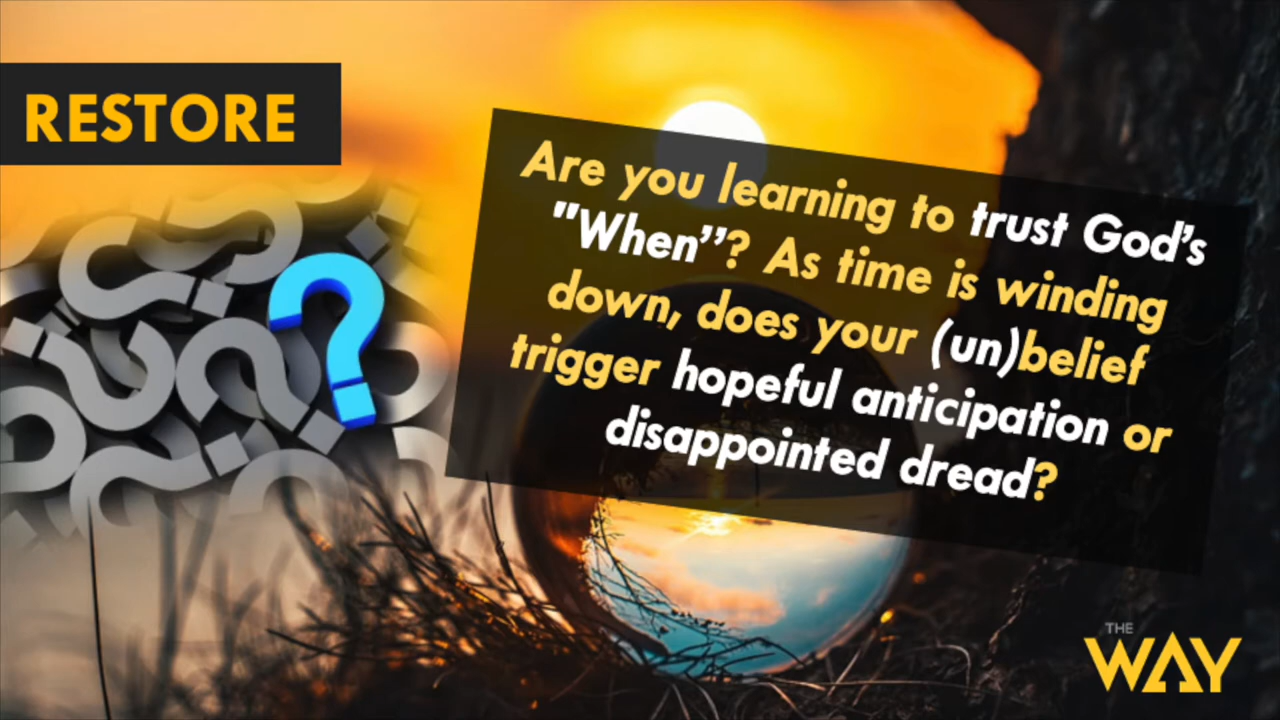 RESTORE
Are you learning to trust God's
"When”? As time is winding
down, does your (un)belief
trigger hopeful anticipation or
disappointed dread?
THE
WAY